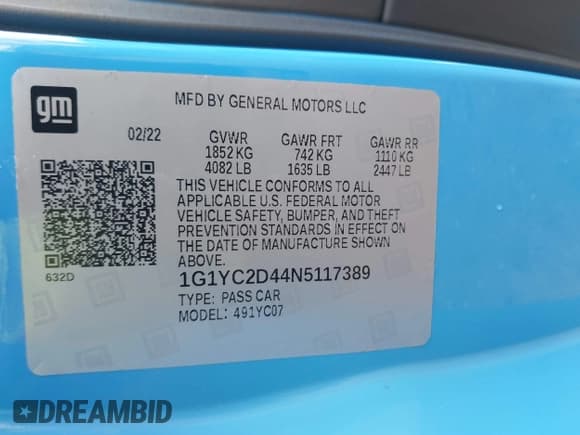 gm
MFD BY GENERAL MOTORS LLC
02/22 GVWR GAWR FRT GAWR RR
1852 KG 742 KG 1110 KG
4082 LB 1635 LB 2447 LB
THIS VEHICLE CONFORMS TO ALL
APPLICABLE U.S. FEDERAL MOTOR
VEHICLE SAFETY, BUMPER, AND THEFT
PREVENTION STANDARDS IN EFFECT ON
THE DATE OF MANUFACTURE SHOWN
ABOVE.
632D
1G1YC2D44N5117389
TYPE: PASS CAR
MODEL: 491YC07
DREAMBID